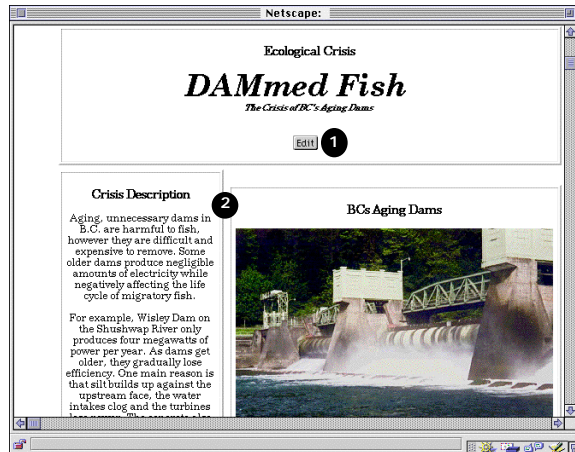 Netscape:
Ecological Crisis
DAMmed Fish
The Crisis of BC's Aging Dams
Edit
1
2
Crisis Description
Aging, unnecessary dams in
B.C. are harmful to fish,
however they are difficult and
expensive to remove. Some
older dams produce negligible
amounts of electricity while
negatively affecting the life
cycle of migratory fish.
For example, Wisley Dam on
the Shushwap River only
produces four megawatts of
power per year. As dams get
older, they gradually lose
efficiency. One main reason is
that silt builds up against the
upstream face, the water
intakes clog and the turbines
BCs Aging Dams